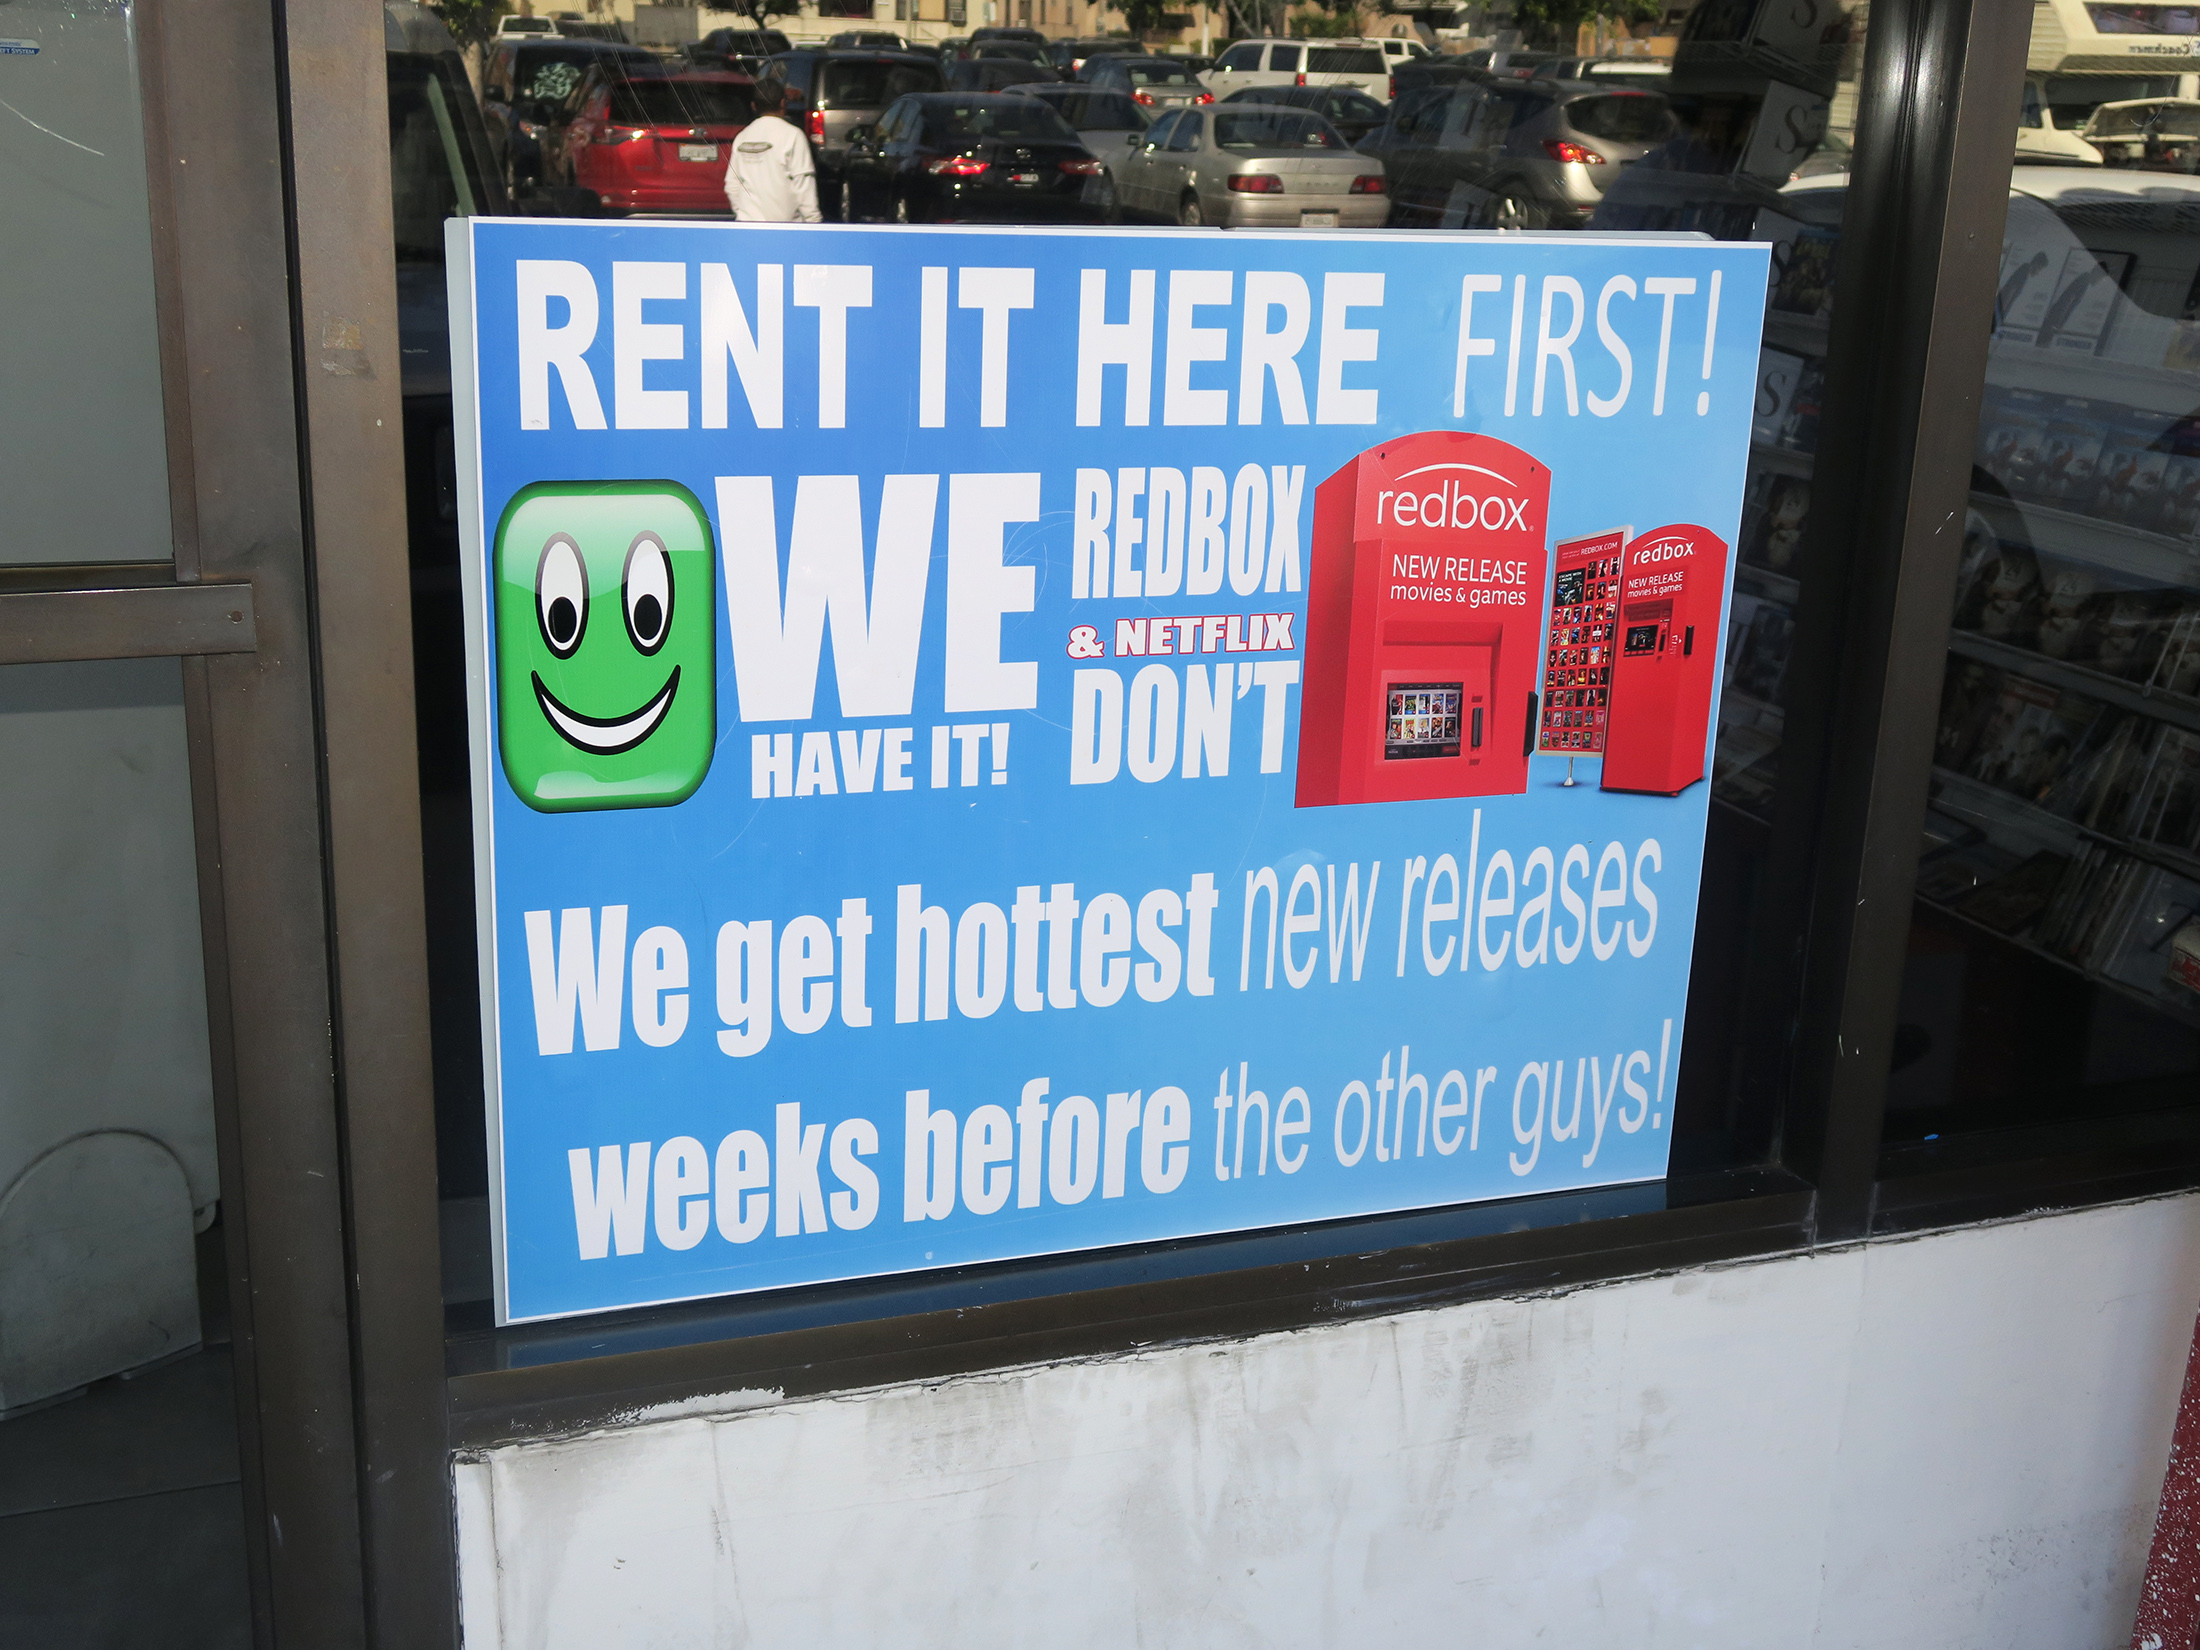 RENT IT HERE FIRST!
WE
HAVE IT!
REDBOX
& NETFLIX
DON'T
redbox
NEW RELEASE
movies & games
REDBOX.COM
redbox
NEW RELEASE
movies & games
We get hottest new releases
weeks before the other guys!